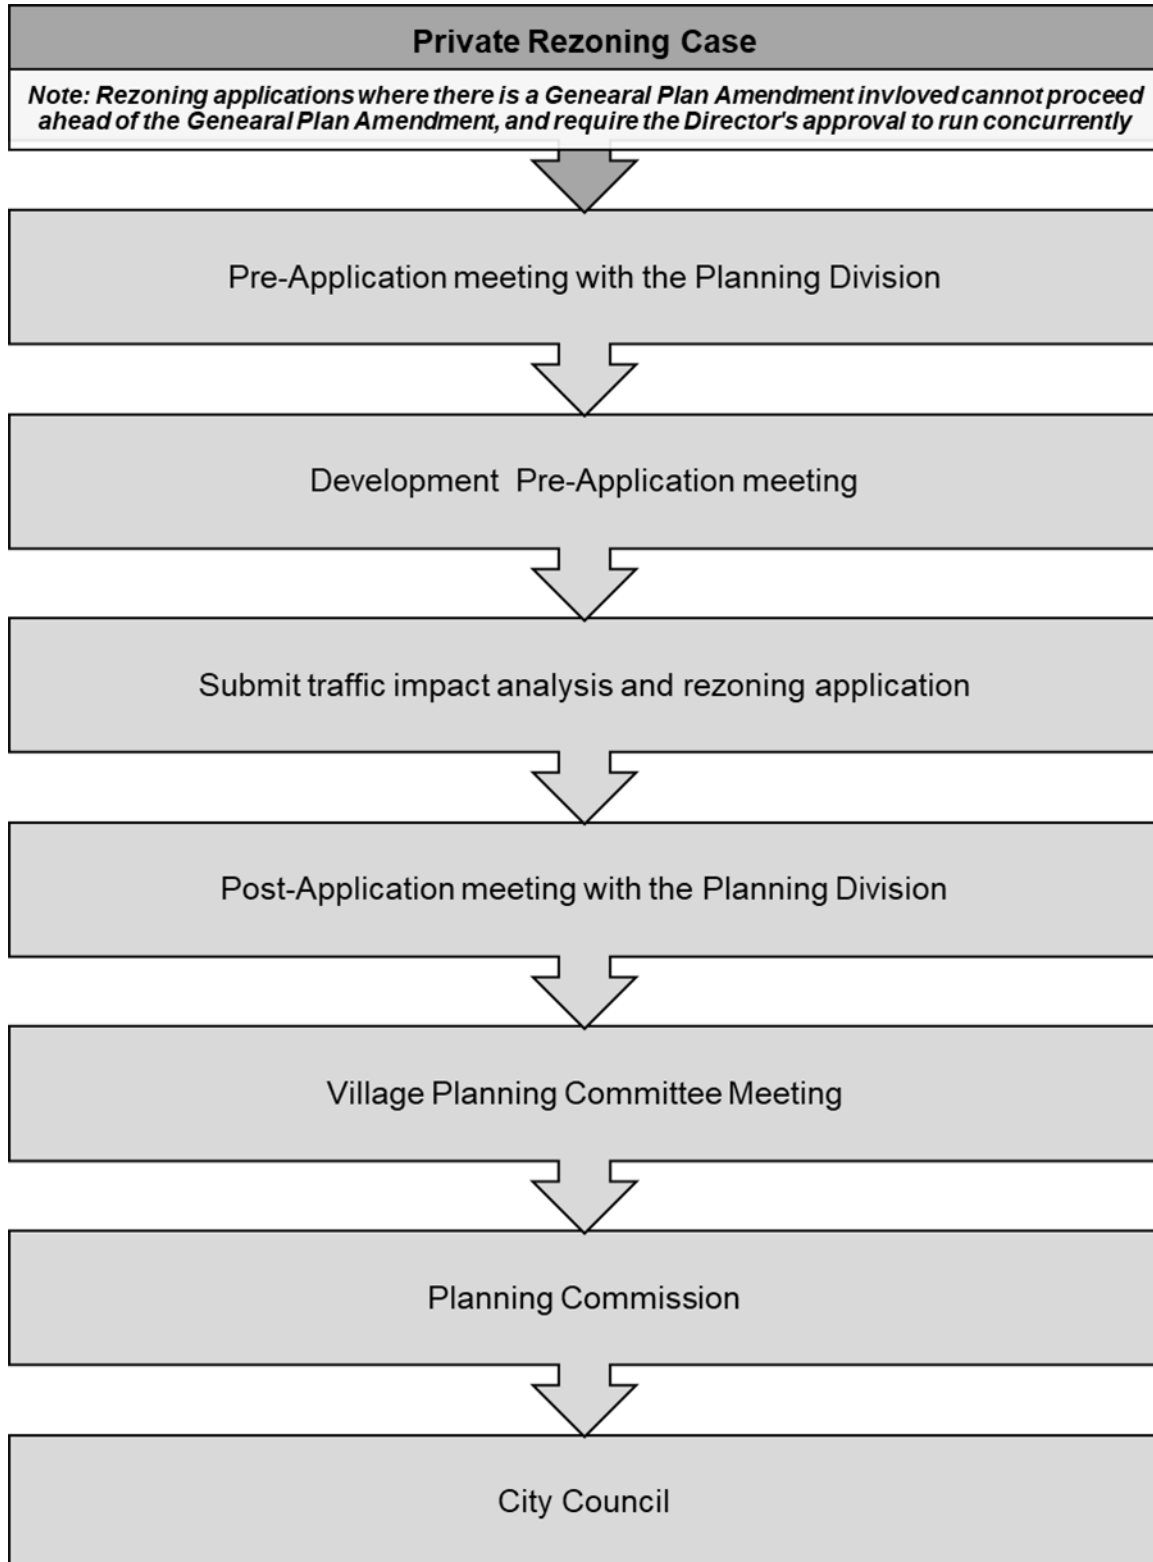 Private Rezoning Case
Note: Rezoning applications where there is a Genearal Plan Amendment invloved cannot proceed
ahead of the Genearal Plan Amendment, and require the Director's approval to run concurrently
Pre-Application meeting with the Planning Division
Development Pre-Application meeting
Submit traffic impact analysis and rezoning application
Post-Application meeting with the Planning Division
Village Planning Committee Meeting
Planning Commission
City Council